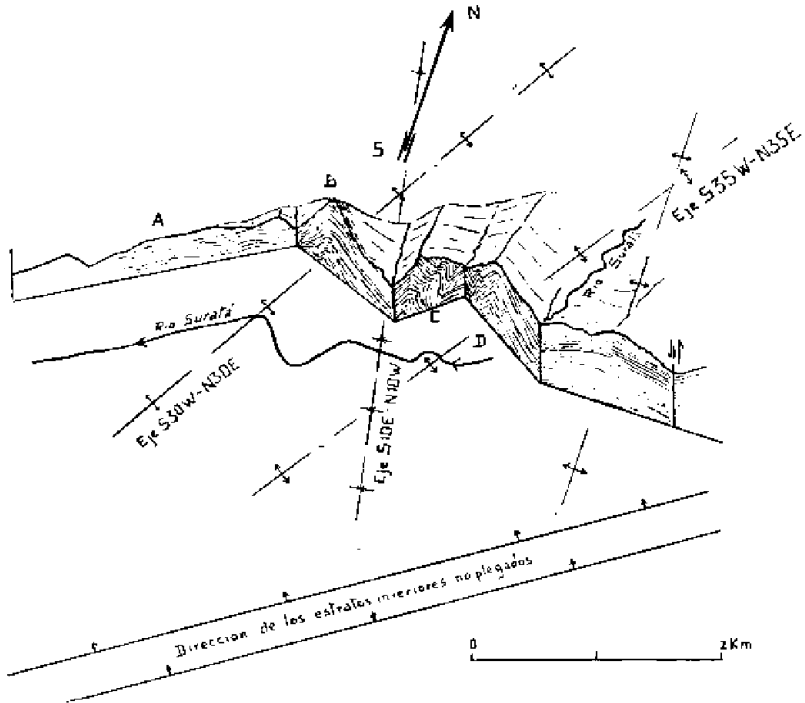 N
S
Eje S35W-N35E
B
A
Rio Suratá
Rio Suratá
C
D
Eje S30W-N30E
Eje S10E N10W
Direccion de los estratos inferiores no plegados
0 2Km